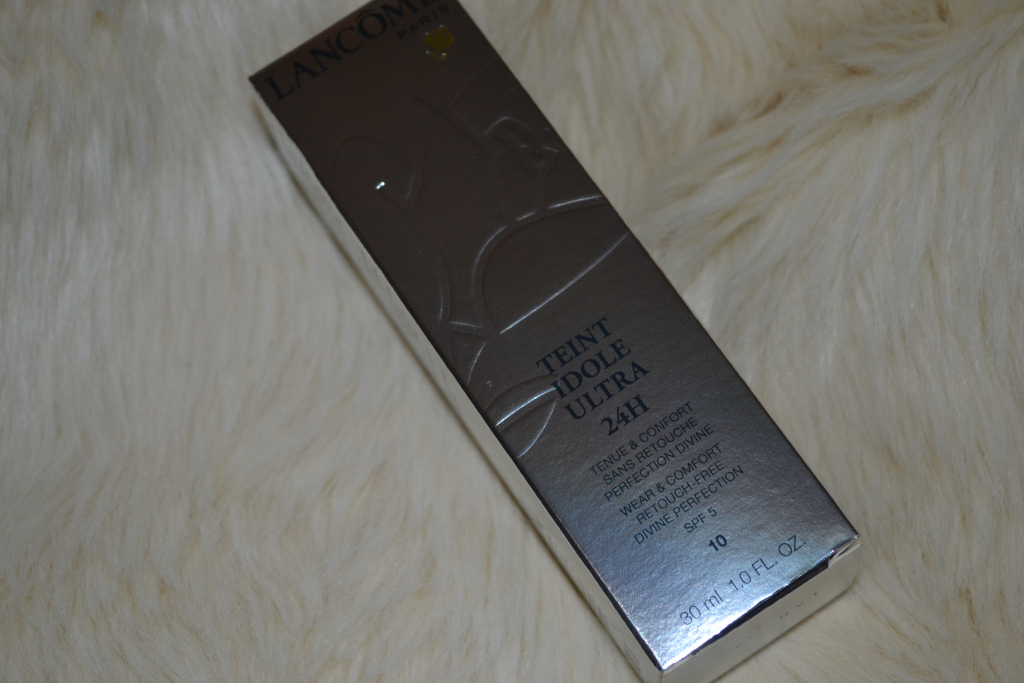 LANCOME
PARIS
TEINT
IDOLE
ULTRA
24H
TENUE & CONFORT
SANS RETOUCHE
PERFECTION DIVINE
WEAR & COMFORT
RETOUCH-FREE
DIVINE PERFECTION
SPF 5
10
30 ml 1.0 FL. OZ.